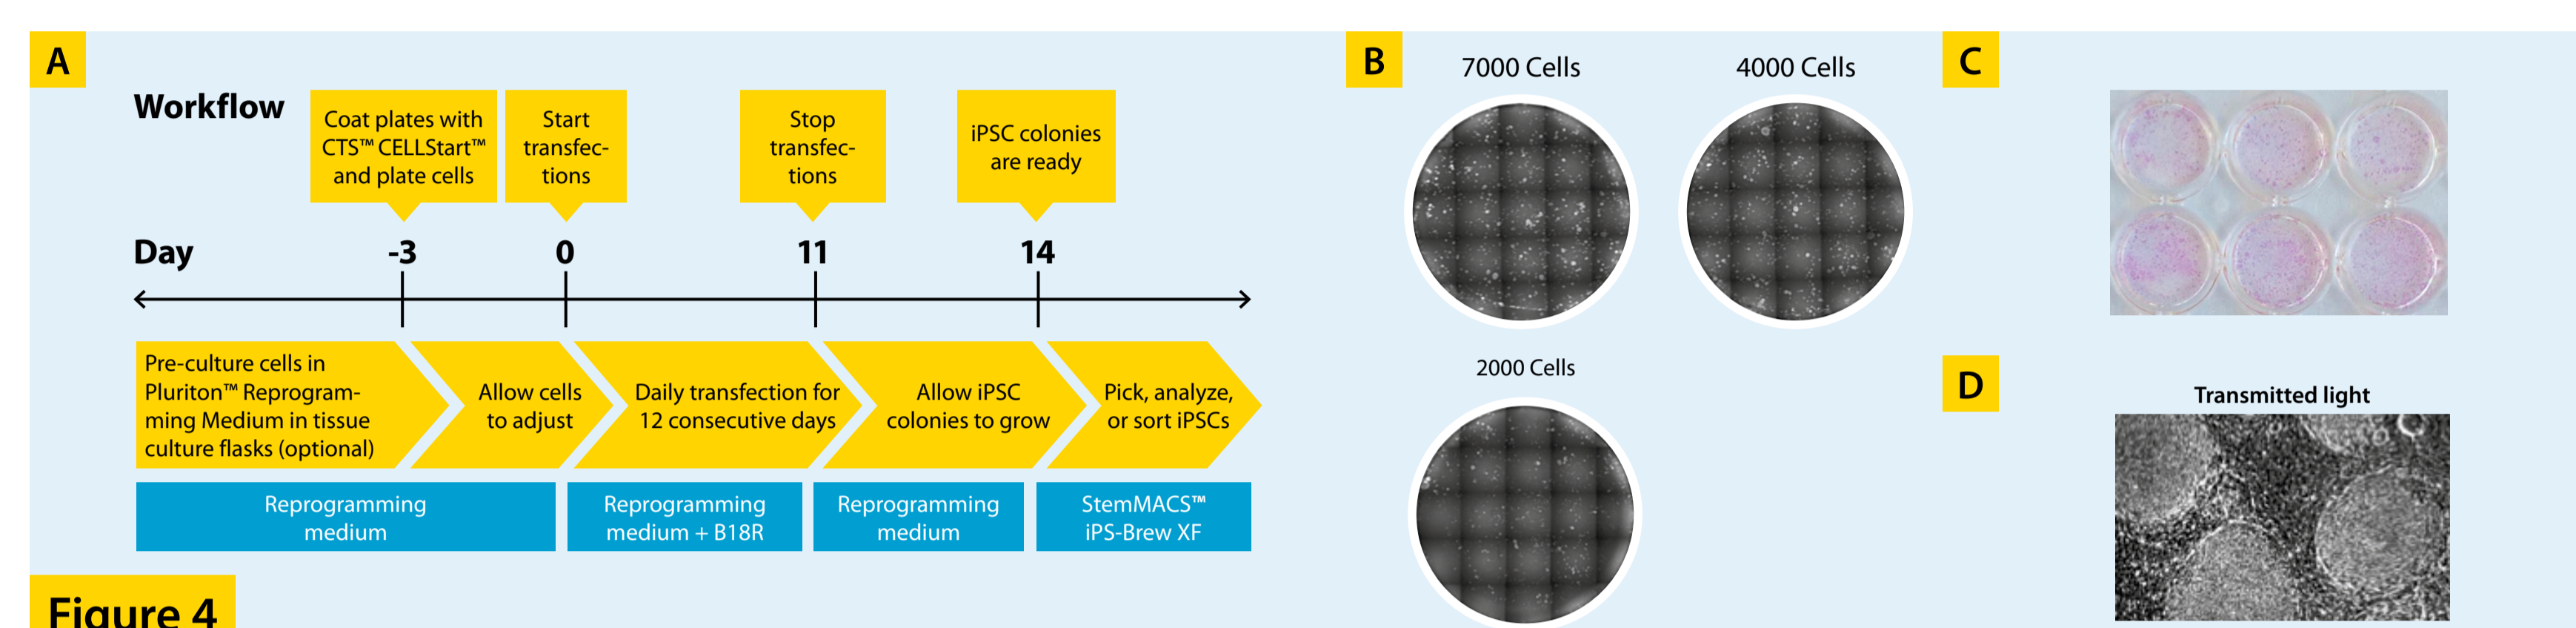 A
Workflow
Coat plates with
CTS™ CELLStart™
and plate cells
Start
transfec-
tions
Stop
transfec-
tions
iPSC colonies
are ready
Day
-3
0
11
14
Pre-culture cells in
Pluriton™ Reprogram-
ming Medium in tissue
culture flasks (optional)
Allow cells
to adjust
Daily transfection for
12 consecutive days
Allow iPSC
colonies to grow
Pick, analyze,
or sort iPSCs
Reprogramming
medium
Reprogramming
medium + B18R
Reprogramming
medium
StemMACS™
iPS-Brew XF
Figure 4
B
7000 Cells
4000 Cells
2000 Cells
C
D
Transmitted light